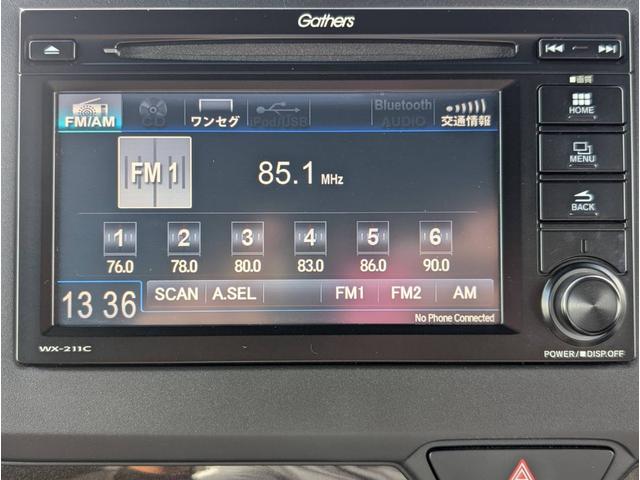 Gathers
■画質
FM/AM CD ワンセグ iPod/USB Bluetooth AUDIO 交通情報
HOME
MENU
BACK
FM 1 85.1 MHz
1 2 3 4 5 6
76.0 78.0 80.0 83.0 86.0 90.0
13 36 SCAN A.SEL FM1 FM2 AM
No Phone Connected
WX-211C
POWER/■DISP.OFF